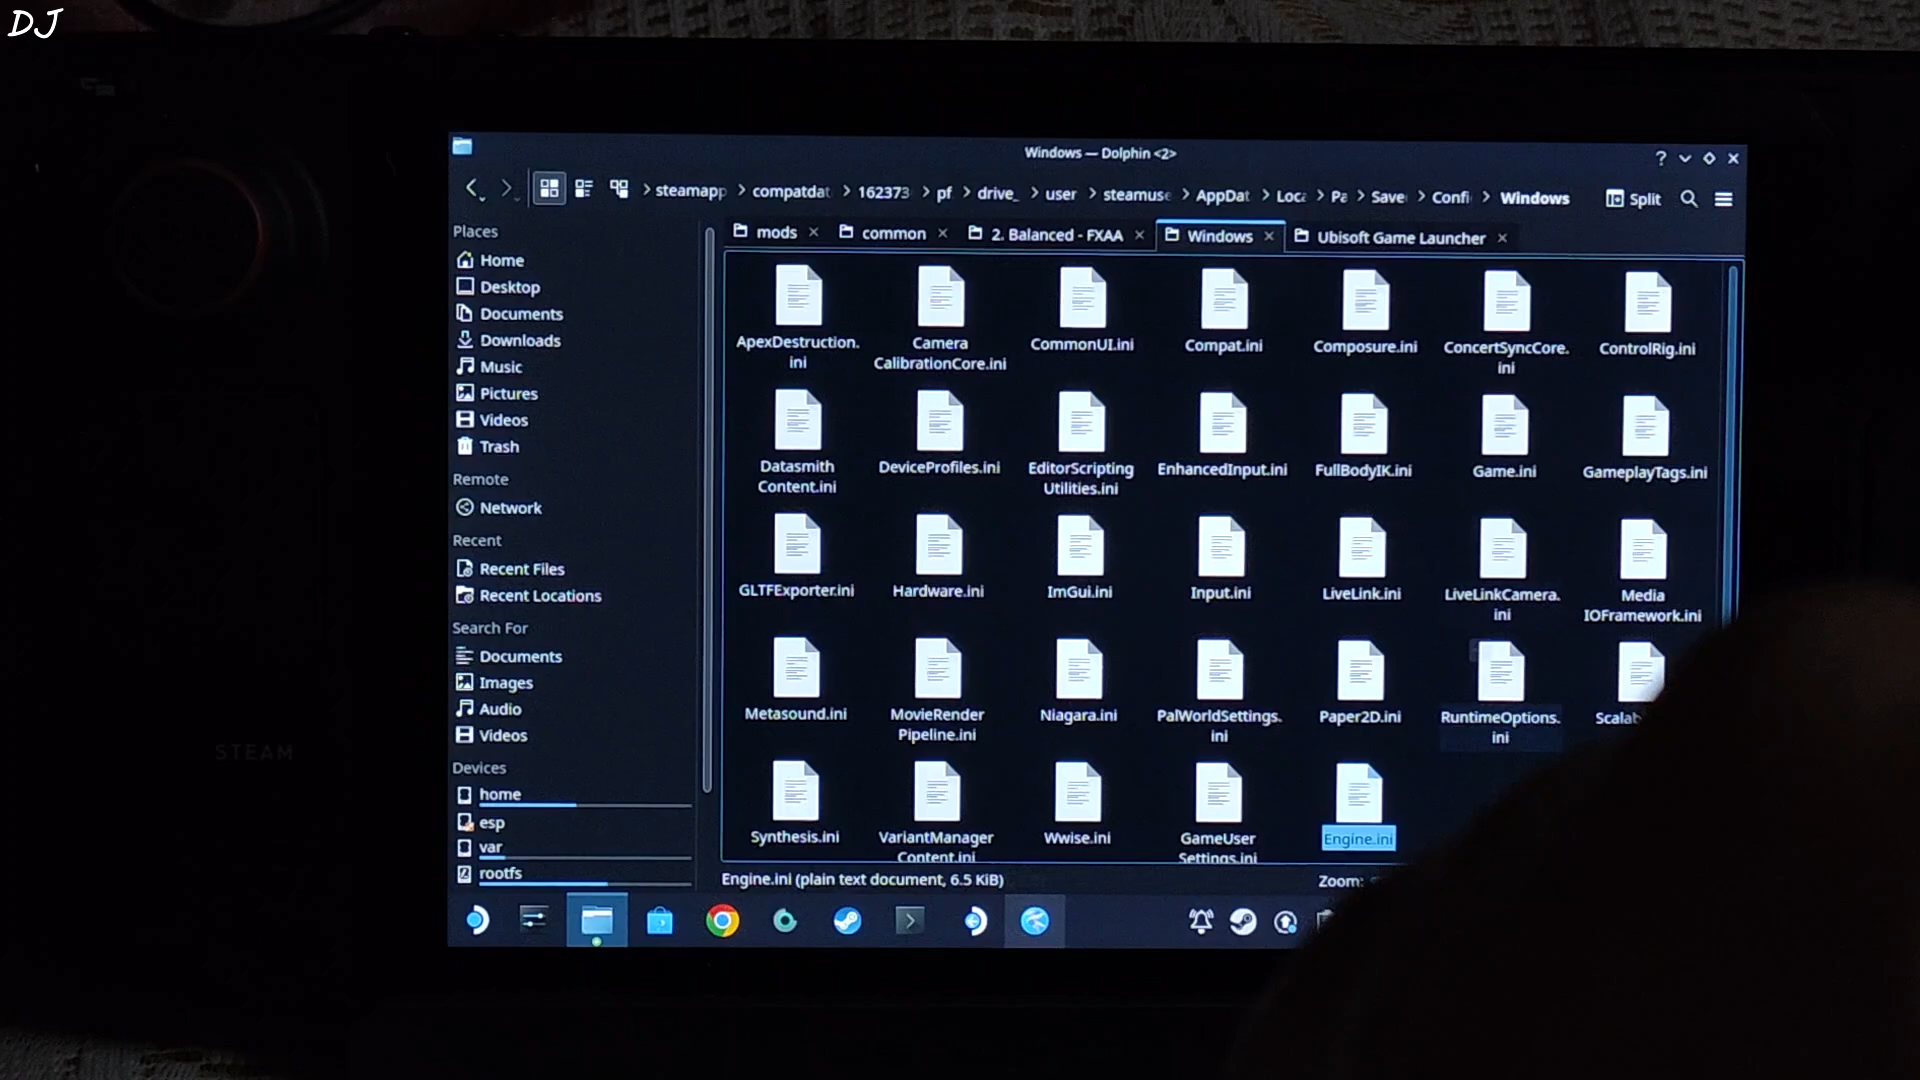 DJ
Windows — Dolphin <2>
steamapp > compatdat > 162373 > pf > drive_ > user > steamuse > AppDat > Loca > Pa > Save > Confi > Windows
Split
mods
common
2. Balanced - FXAA
Windows
Ubisoft Game Launcher
Places
Home
Desktop
Documents
Downloads
Music
Pictures
Videos
Trash
Remote
Network
Recent
Recent Files
Recent Locations
Search For
Documents
Images
Audio
Videos
Devices
home
esp
var
rootfs
ApexDestruction.
ini
Camera
CalibrationCore.ini
CommonUI.ini
Compat.ini
Composure.ini
ConcertSyncCore.
ini
ControlRig.ini
Datasmith
Content.ini
DeviceProfiles.ini
EditorScripting
Utilities.ini
EnhancedInput.ini
FullBodyIK.ini
Game.ini
GameplayTags.ini
GLTFExporter.ini
Hardware.ini
ImGui.ini
Input.ini
LiveLink.ini
LiveLinkCamera.
ini
Media
IOFramework.ini
Metasound.ini
MovieRender
Pipeline.ini
Niagara.ini
PalWorldSettings.
ini
Paper2D.ini
RuntimeOptions.
ini
Scalab
Synthesis.ini
VariantManager
Content.ini
Wwise.ini
GameUser
Settings.ini
Engine.ini
Engine.ini (plain text document, 6.5 KiB)
Zoom:
STEAM